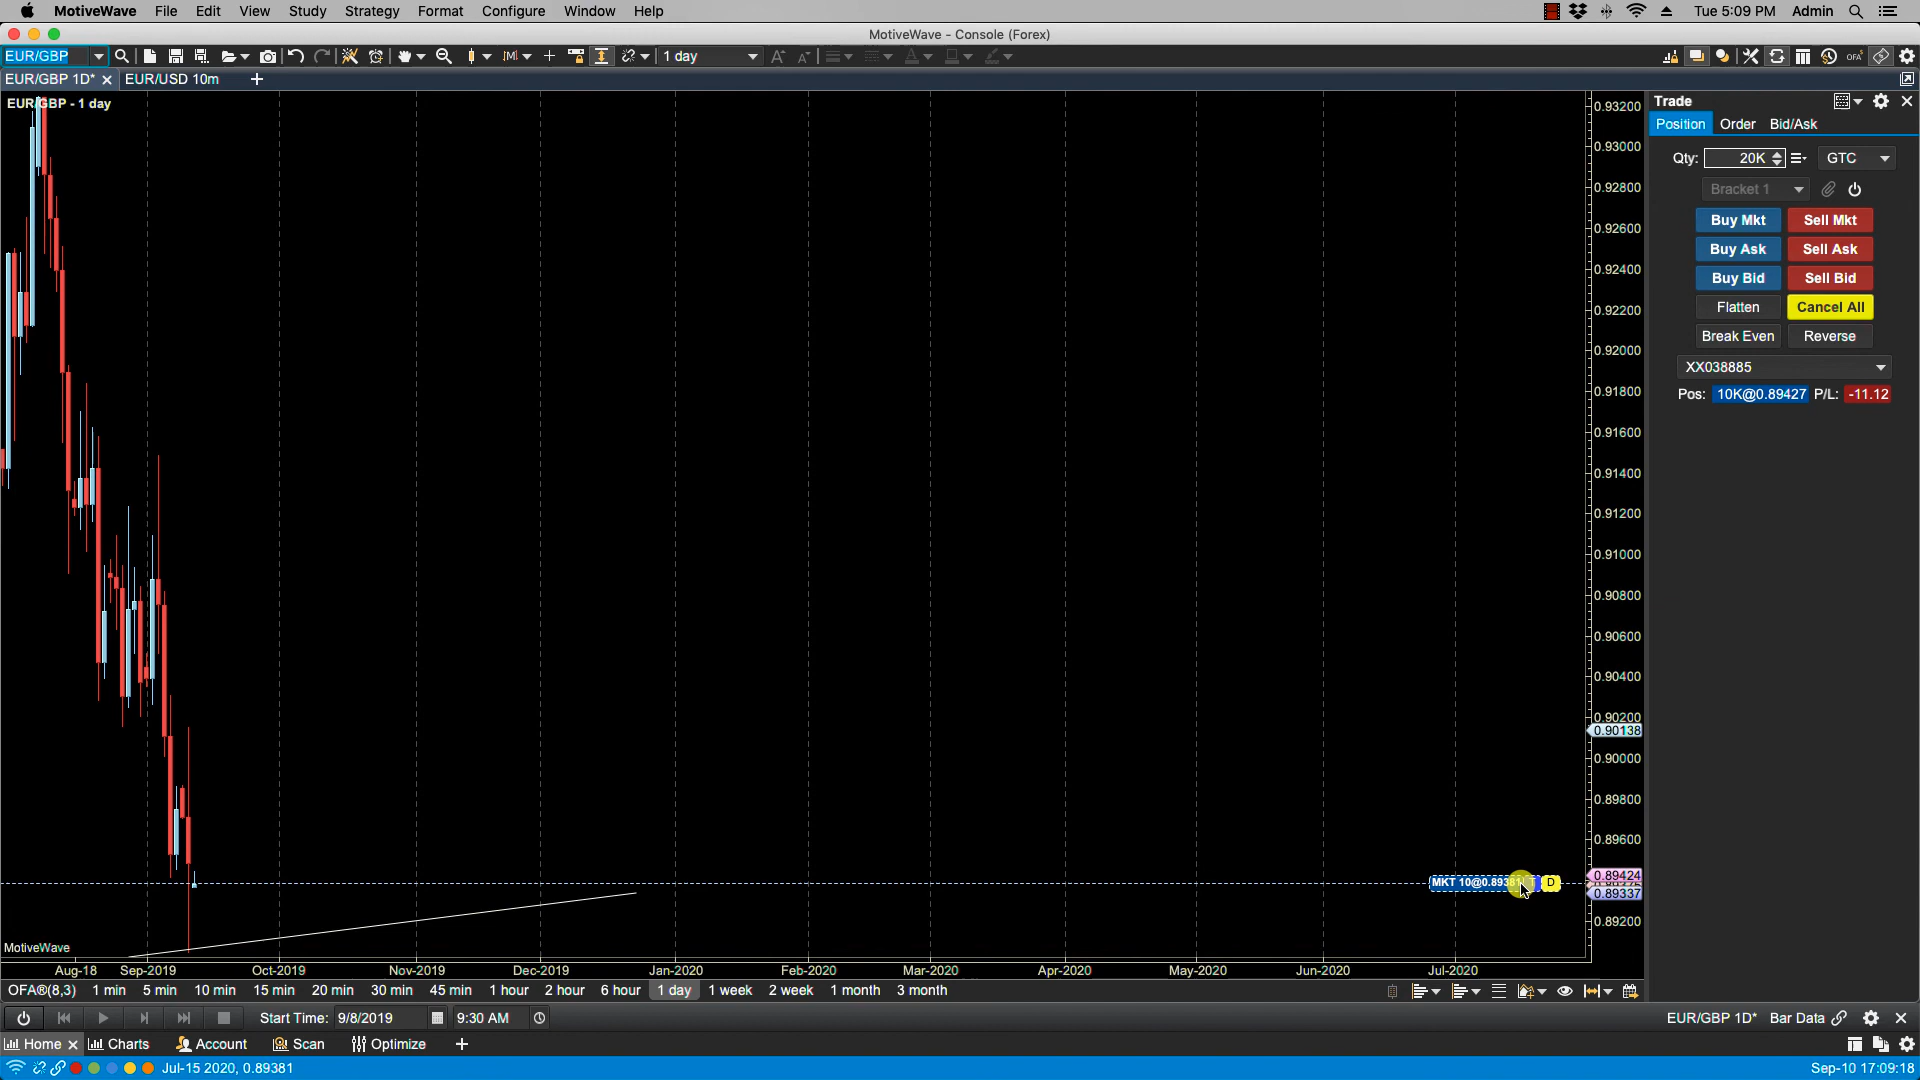 MotiveWave File Edit View Study Strategy Format Configure Window Help Tue 5:09 PM Admin
MotiveWave - Console (Forex)
EUR/GBP 1 day
EUR/GBP 1D* EUR/USD 10m
EUR/GBP - 1 day
Trade
Position Order Bid/Ask
Qty: 20K GTC
Bracket 1
Buy Mkt Sell Mkt
Buy Ask Sell Ask
Buy Bid Sell Bid
Flatten Cancel All
Break Even Reverse
XX038885
Pos: 10K@0.89427 P/L: -11.12
0.93200
0.93000
0.92800
0.92600
0.92400
0.92200
0.92000
0.91800
0.91600
0.91400
0.91200
0.91000
0.90800
0.90600
0.90400
0.90200
0.90138
0.90000
0.89800
0.89600
0.89424
0.89337
0.89200
MKT 10@0.89381 D
MotiveWave
Aug-18 Sep-2019 Oct-2019 Nov-2019 Dec-2019 Jan-2020 Feb-2020 Mar-2020 Apr-2020 May-2020 Jun-2020 Jul-2020
OFA®(8,3) 1 min 5 min 10 min 15 min 20 min 30 min 45 min 1 hour 2 hour 6 hour 1 day 1 week 2 week 1 month 3 month
Start Time: 9/8/2019 9:30 AM EUR/GBP 1D* Bar Data
Home Charts Account Scan Optimize
Jul-15 2020, 0.89381 Sep-10 17:09:18